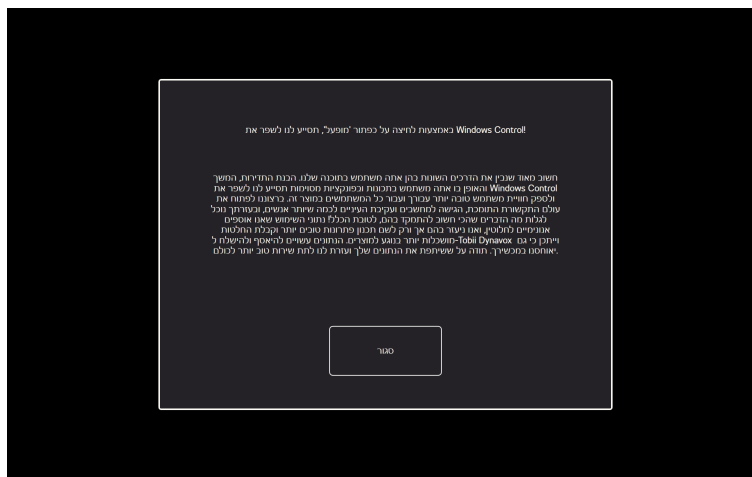 באמצעות לחיצה על כפתור 'מופעל', תסייע לנו לשפר את Windows Control!
חשוב מאוד שנבין את הדרכים השונות בהן אתה משתמש בתוכנה שלנו. הבנת התדירות, המשך
והאופן בו אתה משתמש בתכונות ובפונקציות מסוימות תסייע לנו לשפר את Windows Control
ולספק חוויית משתמש טובה יותר עבורך ועבור כל המשתמשים במוצר זה. ברצוננו לפתוח את
עולם התקשורת התומכת, הגישה למחשבים ועקיבת העיניים לכמה שיותר אנשים, ובעזרתך נוכל
לגלות מה הדברים שהכי חשוב להתמקד בהם, לטובת הכלל! נתוני השימוש שאנו אוספים
אנונימיים לחלוטין, ואנו ניעזר בהם אך ורק לשם תכנון פתרונות טובים יותר וקבלת החלטות
מושכלות יותר בנוגע למוצרים. הנתונים עשויים להיאסף ולהישלח ל-Tobii Dynavox וייתכן כי גם
יאוחסנו במכשירך. תודה על ששיתפת את הנתונים שלך ועזרת לנו לתת שירות טוב יותר לכולם.
סגור